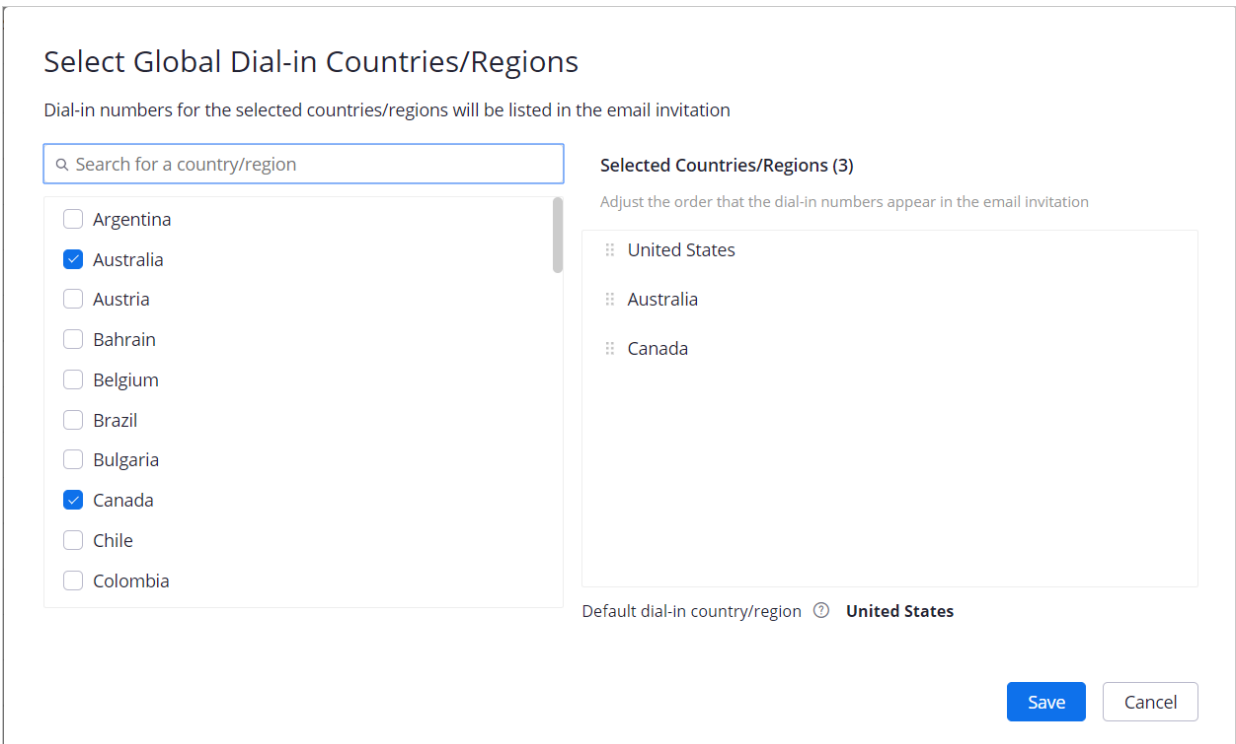 Select Global Dial-in Countries/Regions
Dial-in numbers for the selected countries/regions will be listed in the email invitation
Search for a country/region
Argentina
Australia
Austria
Bahrain
Belgium
Brazil
Bulgaria
Canada
Chile
Colombia
Selected Countries/Regions (3)
Adjust the order that the dial-in numbers appear in the email invitation
United States
Australia
Canada
Default dial-in country/region ? United States
Save
Cancel